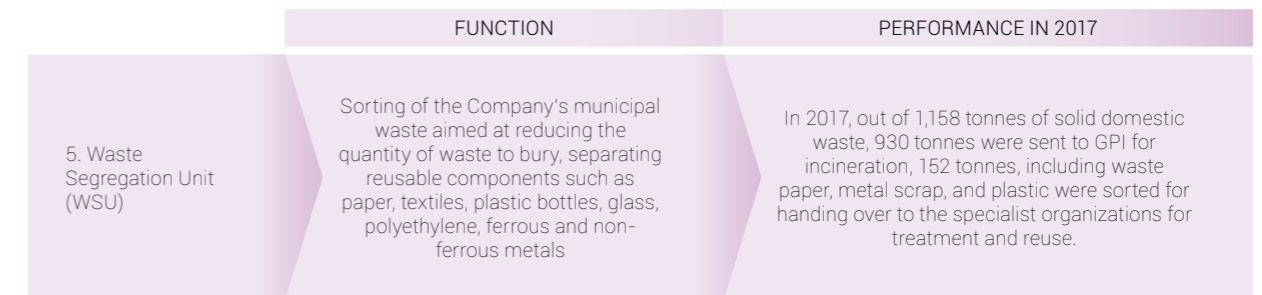 FUNCTION
PERFORMANCE IN 2017
5. Waste
Segregation Unit
(WSU)
Sorting of the Company's municipal
waste aimed at reducing the
quantity of waste to bury, separating
reusable components such as
paper, textiles, plastic bottles, glass,
polyethylene, ferrous and non-
ferrous metals
In 2017, out of 1,158 tonnes of solid domestic
waste, 930 tonnes were sent to GPI for
incineration, 152 tonnes, including waste
paper, metal scrap, and plastic were sorted for
handing over to the specialist organizations for
treatment and reuse.